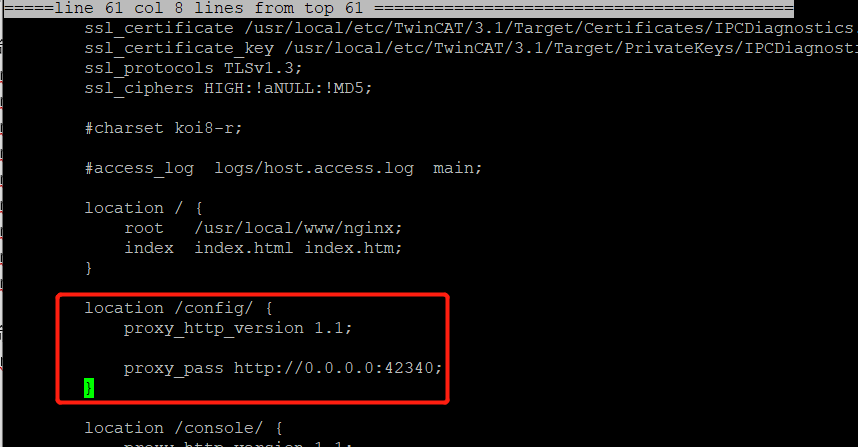 =====line 61 col 8 lines from top 61 ============================================
ssl_certificate /usr/local/etc/TwinCAT/3.1/Target/Certificates/IPCDiagnostics.
ssl_certificate_key /usr/local/etc/TwinCAT/3.1/Target/PrivateKeys/IPCDiagnosti
ssl_protocols TLSv1.3;
ssl_ciphers HIGH:!aNULL:!MD5;
#charset koi8-r;
#access_log  logs/host.access.log  main;
location / {
root   /usr/local/www/nginx;
index  index.html index.htm;
}
location /config/ {
proxy_http_version 1.1;
proxy_pass http://0.0.0.0:42340;
}
location /console/ {
proxy_http_version 1.1;